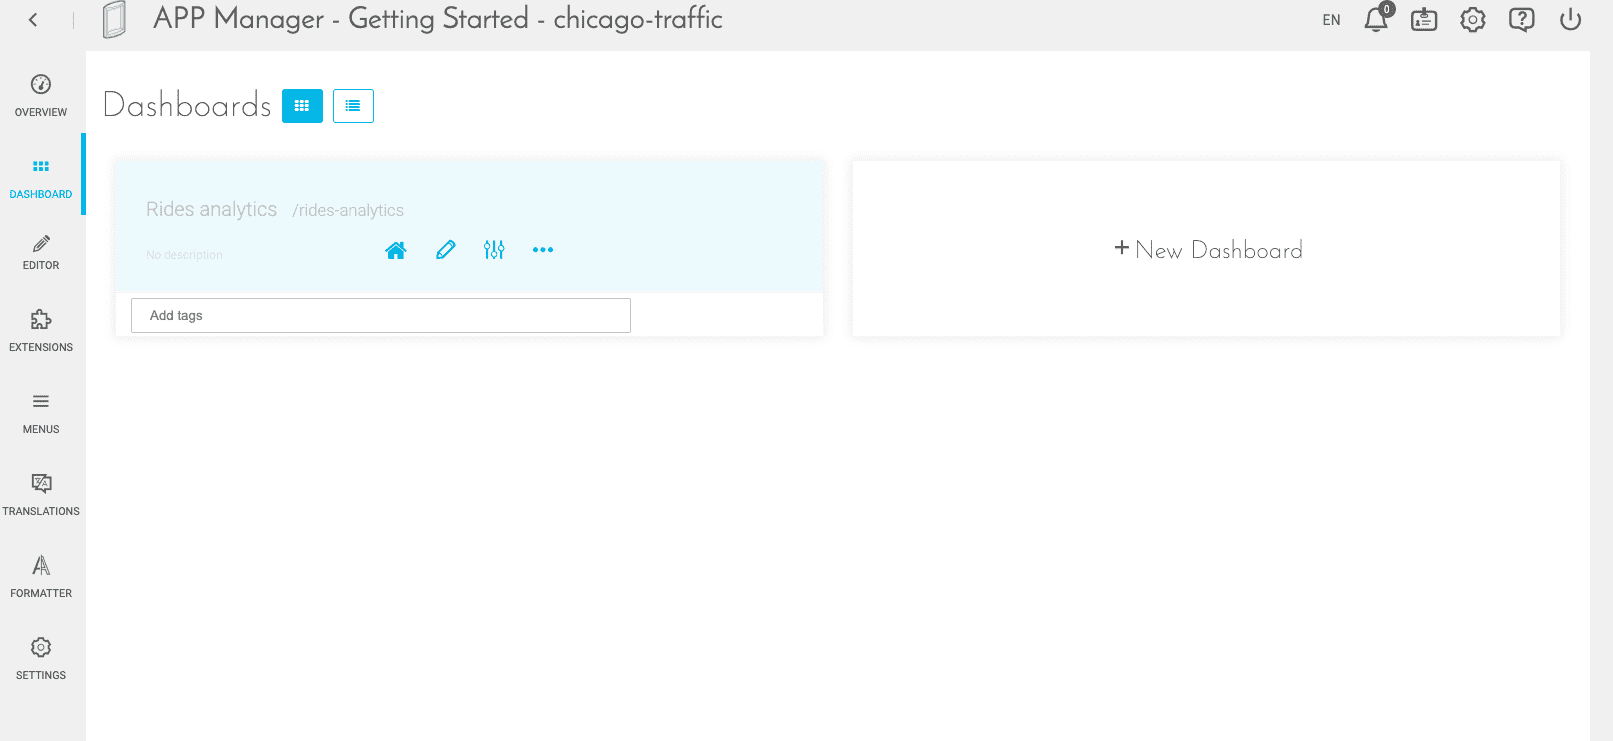 APP Manager - Getting Started - chicago-traffic
EN
0
OVERVIEW
DASHBOARD
EDITOR
EXTENSIONS
MENUS
TRANSLATIONS
FORMATTER
SETTINGS
Dashboards
Rides analytics /rides-analytics
No description
Add tags
+ New Dashboard